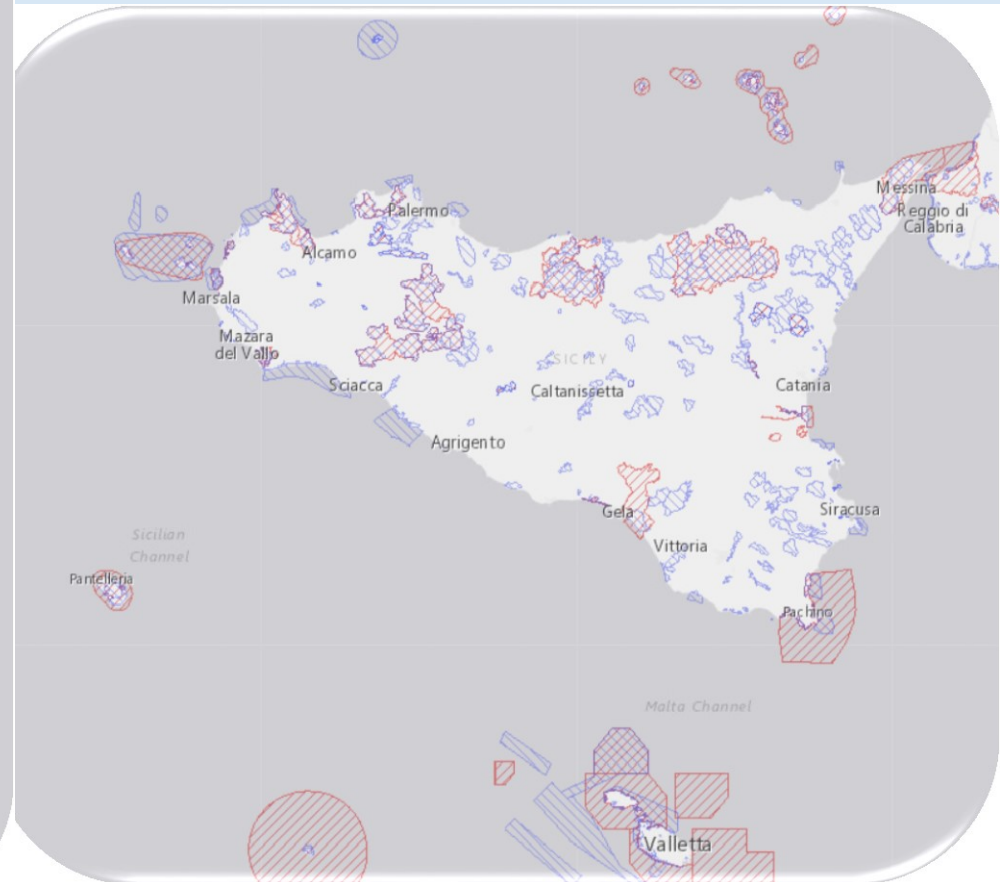 Messina
Palermo
Reggio di
Calabria
Alcamo
Marsala
Mazara
del Vallo
SICILY
Sciacca
Caltanissetta
Catania
Agrigento
Gela
Siracusa
Sicilian
Channel
Vittoria
Pantelleria
Pachino
Malta Channel
Valletta